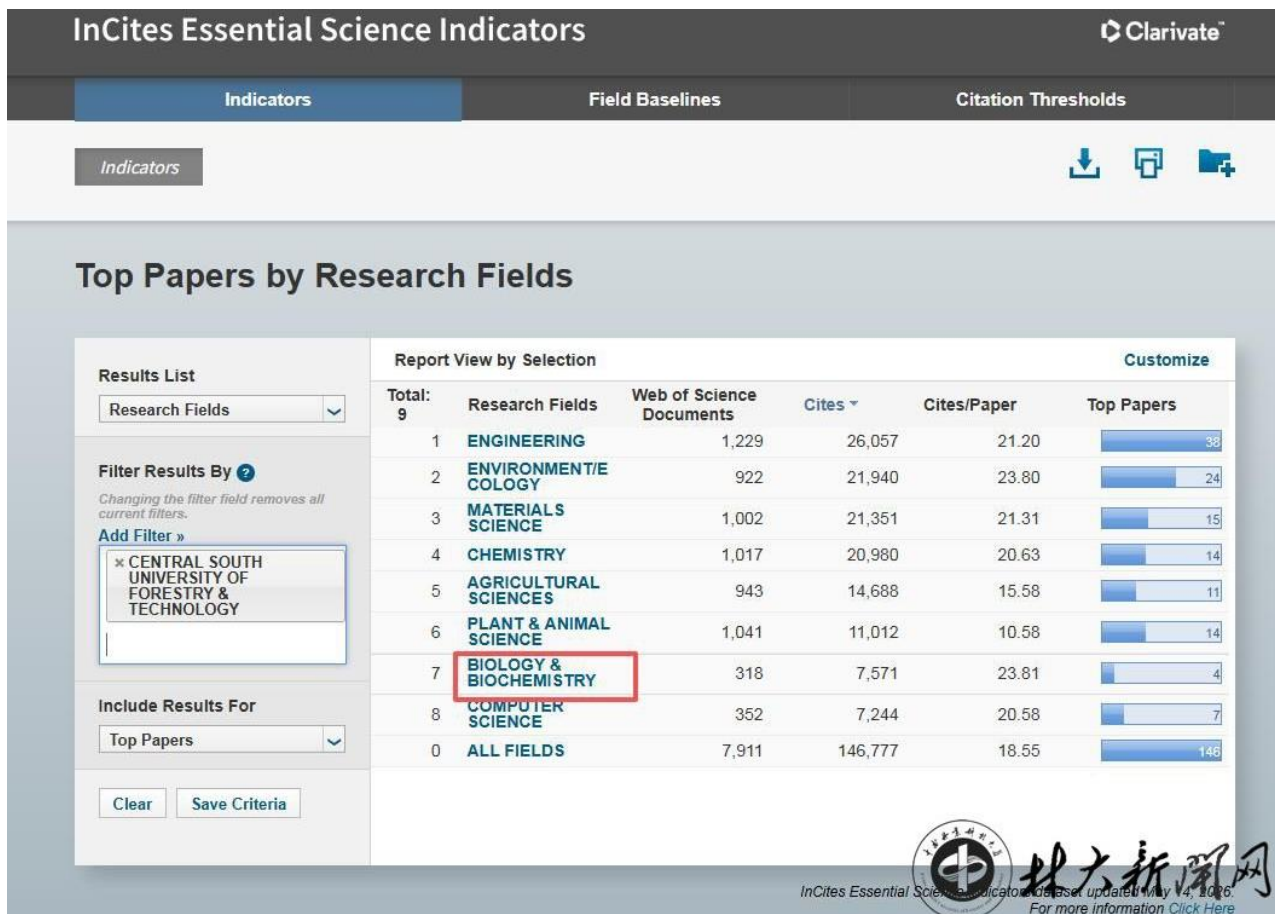 InCites Essential Science Indicators
Clarivate™
Indicators
Field Baselines
Citation Thresholds
Indicators
Top Papers by Research Fields
Results List
Research Fields
Filter Results By ?
Changing the filter field removes all
current filters.
Add Filter »
× CENTRAL SOUTH
UNIVERSITY OF
FORESTRY &
TECHNOLOGY
Include Results For
Top Papers
Clear
Save Criteria
Report View by Selection
Customize
Total: 9
Research Fields
Web of Science Documents
Cites
Cites/Paper
Top Papers
1 ENGINEERING 1,229 26,057 21.20 38
2 ENVIRONMENT/E
COLOGY 922 21,940 23.80 24
3 MATERIALS
SCIENCE 1,002 21,351 21.31 15
4 CHEMISTRY 1,017 20,980 20.63 14
5 AGRICULTURAL
SCIENCES 943 14,688 15.58 11
6 PLANT & ANIMAL
SCIENCE 1,041 11,012 10.58 14
7 BIOLOGY &
BIOCHEMISTRY 318 7,571 23.81 4
8 COMPUTER
SCIENCE 352 7,244 20.58 7
0 ALL FIELDS 7,911 146,777 18.55 146
林大新闻网
InCites Essential Science Indicators dataset updated May 14, 2026.
For more information Click Here